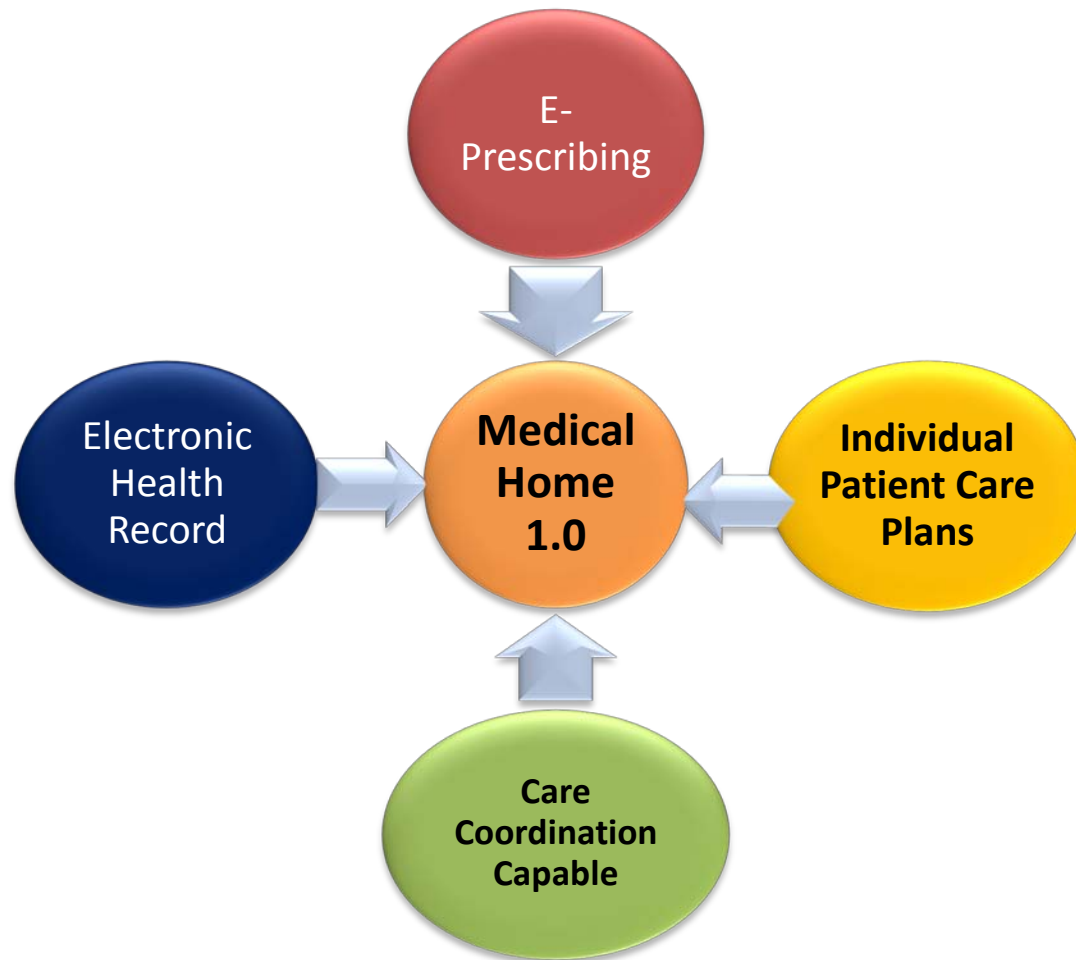 E-
Prescribing
Electronic
Health
Record
Medical
Home
1.0
Individual
Patient Care
Plans
Care
Coordination
Capable